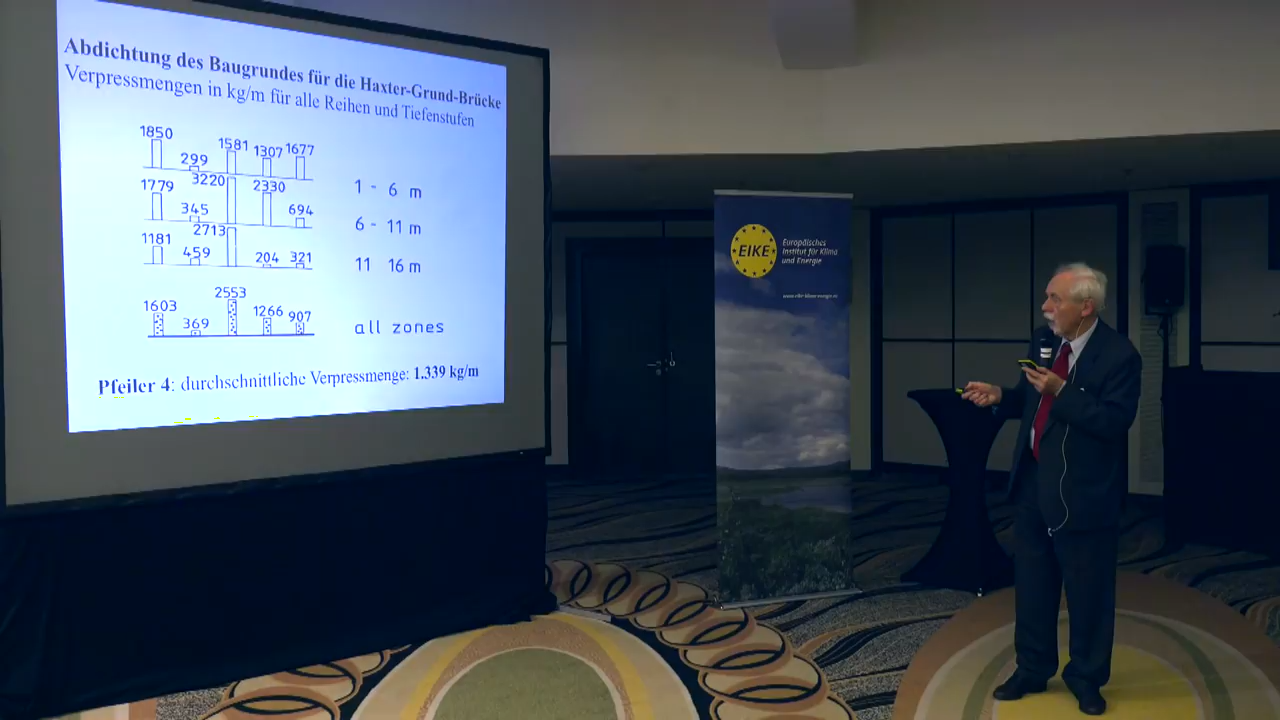 Abdichtung des Baugrundes für die Haxter-Grund-Brücke
Verpressmengen in kg/m für alle Reihen und Tiefenstufen
1850 299 1581 1307 1677
1 - 6 m
1779 345 3220 2330 694
6 - 11 m
1181 459 2713 204 321
11 16 m
1603 369 2553 1266 907
all zones
Pfeiler 4: durchschnittliche Verpressmenge: 1.339 kg/m
EIKE
Europäisches
Institut für Klima
und Energie